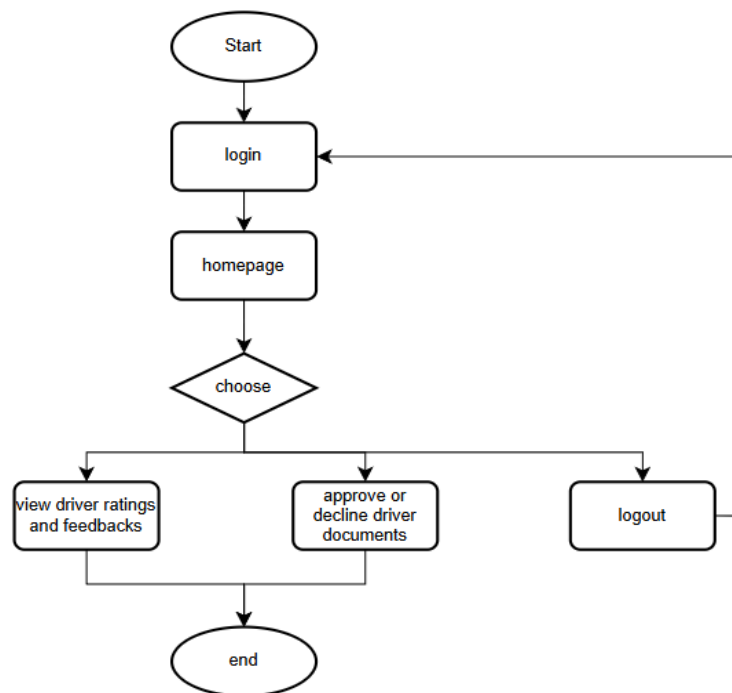 Start
login
homepage
choose
view driver ratings
and feedbacks
approve or
decline driver
documents
logout
end